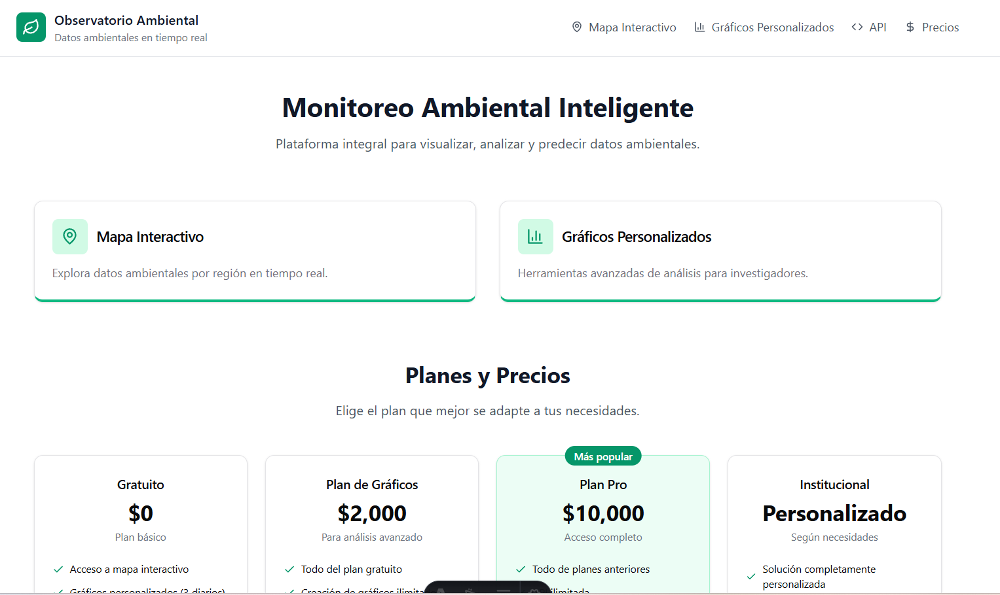 Observatorio Ambiental
Datos ambientales en tiempo real
Mapa Interactivo
Gráficos Personalizados
API
Precios
Monitoreo Ambiental Inteligente
Plataforma integral para visualizar, analizar y predecir datos ambientales.
Mapa Interactivo
Explora datos ambientales por región en tiempo real.
Gráficos Personalizados
Herramientas avanzadas de análisis para investigadores.
Planes y Precios
Elige el plan que mejor se adapte a tus necesidades.
Gratuito
$0
Plan básico
Acceso a mapa interactivo
Gráficos personalizados (3 diarios)
Plan de Gráficos
$2,000
Para análisis avanzado
Todo del plan gratuito
Creación de gráficos
Más popular
Plan Pro
$10,000
Acceso completo
Todo de planes anteriores
ilimitada
Institucional
Personalizado
Según necesidades
Solución completamente
personalizada